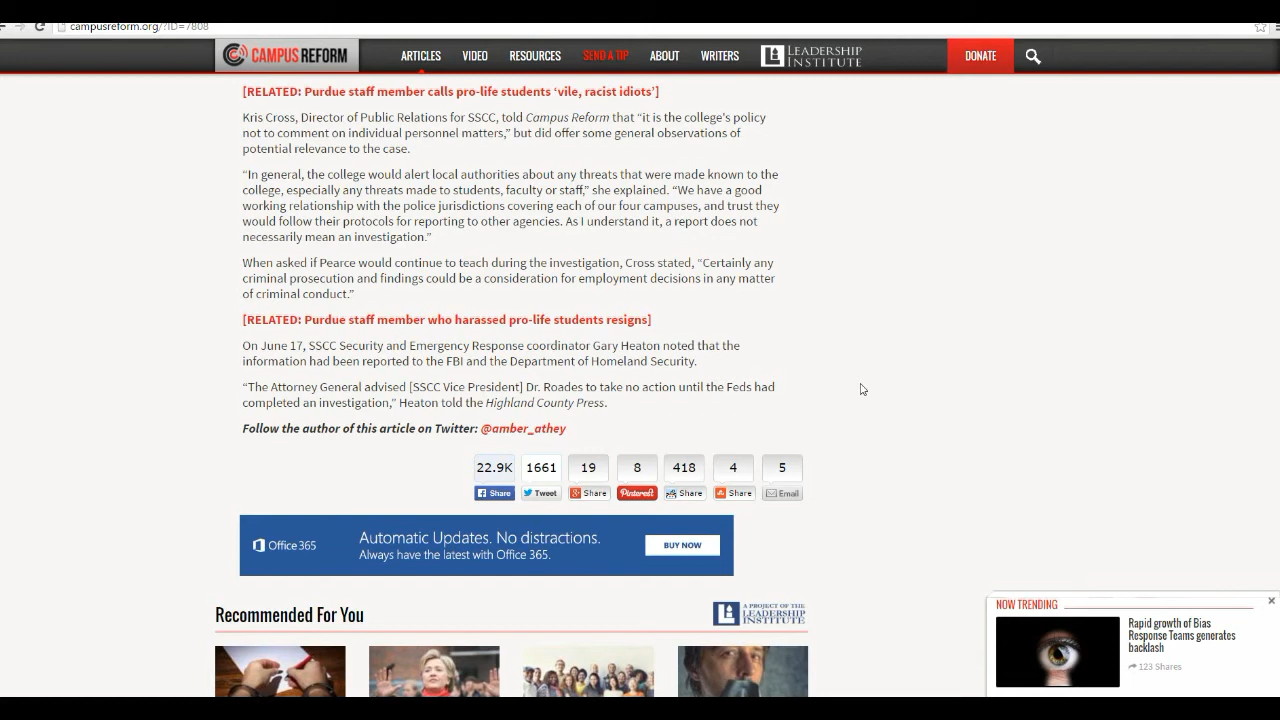 campusreform.org/?ID=7808
CAMPUS REFORM ARTICLES VIDEO RESOURCES SEND A TIP ABOUT WRITERS LEADERSHIP INSTITUTE DONATE
[RELATED: Purdue staff member calls pro-life students ‘vile, racist idiots’]
Kris Cross, Director of Public Relations for SSCC, told Campus Reform that “it is the college's policy
not to comment on individual personnel matters,” but did offer some general observations of
potential relevance to the case.
“In general, the college would alert local authorities about any threats that were made known to the
college, especially any threats made to students, faculty or staff,” she explained. “We have a good
working relationship with the police jurisdictions covering each of our four campuses, and trust they
would follow their protocols for reporting to other agencies. As I understand it, a report does not
necessarily mean an investigation.”
When asked if Pearce would continue to teach during the investigation, Cross stated, “Certainly any
criminal prosecution and findings could be a consideration for employment decisions in any matter
of criminal conduct.”
[RELATED: Purdue staff member who harassed pro-life students resigns]
On June 17, SSCC Security and Emergency Response coordinator Gary Heaton noted that the
information had been reported to the FBI and the Department of Homeland Security.
“The Attorney General advised [SSCC Vice President] Dr. Roades to take no action until the Feds had
completed an investigation,” Heaton told the Highland County Press.
Follow the author of this article on Twitter: @amber_athey
22.9K 1661 19 8 418 4 5
Share Tweet Share Pinterest Share Share Email
Office 365
Automatic Updates. No distractions.
Always have the latest with Office 365.
BUY NOW
Recommended For You
A PROJECT OF THE
LEADERSHIP
INSTITUTE
NOW TRENDING
Rapid growth of Bias
Response Teams generates
backlash
123 Shares